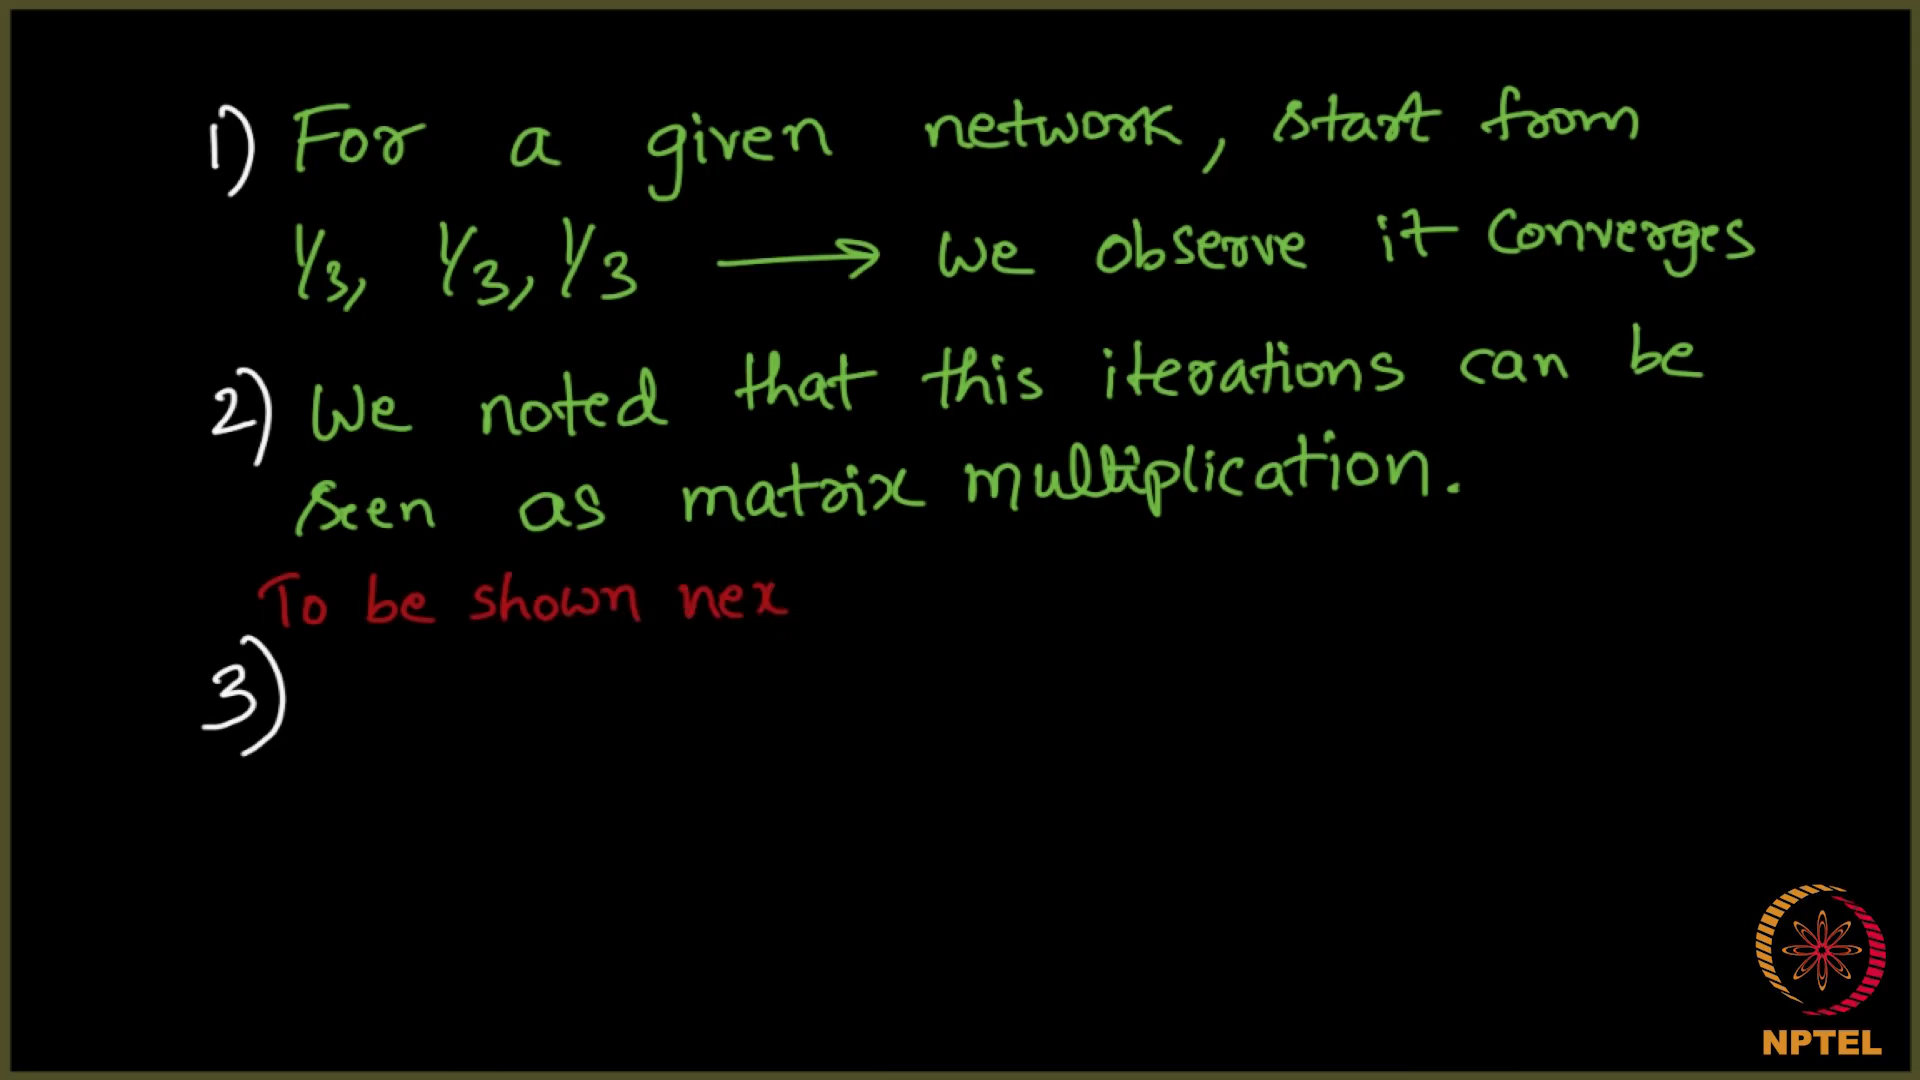 1) For a given network, start from
1/3, 1/3, 1/3 → we observe it converges
2) We noted that this iterations can be
seen as matrix multiplication.
To be shown nex
3)
NPTEL